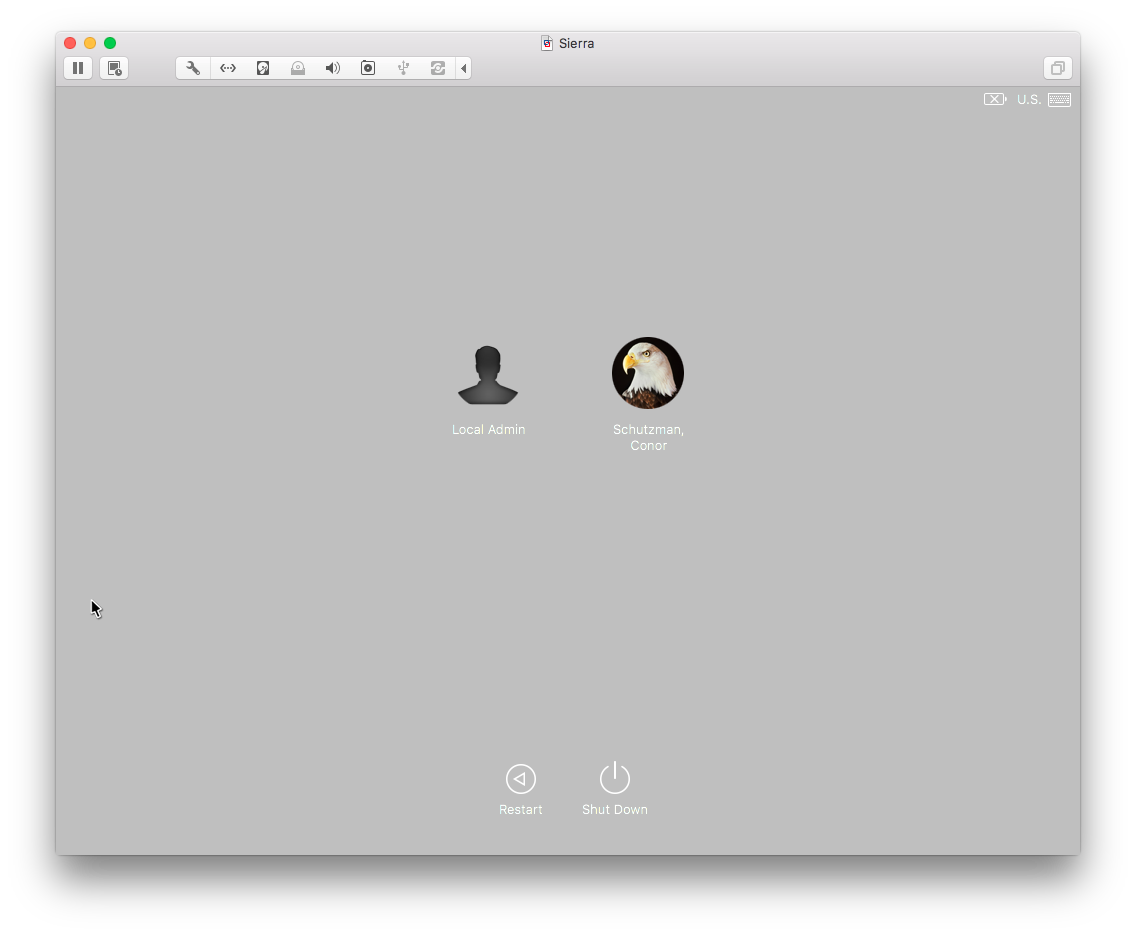 Sierra
U.S.
Local Admin
Schutzman,
Conor
Restart
Shut Down